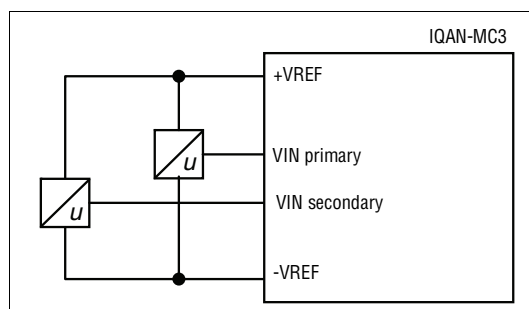 IQAN-MC3
+VREF
VIN primary
u
VIN secondary
u
-VREF